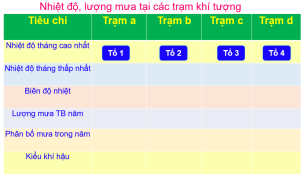 Nhiệt độ, lượng mưa tại các trạm khí tượng
Tiêu chí Trạm a Trạm b Trạm c Trạm d
Nhiệt độ tháng cao nhất Tổ 1 Tổ 2 Tổ 3 Tổ 4
Nhiệt độ tháng thấp nhất
Biên độ nhiệt
Lượng mưa TB năm
Phân bố mưa trong năm
Kiểu khí hậu